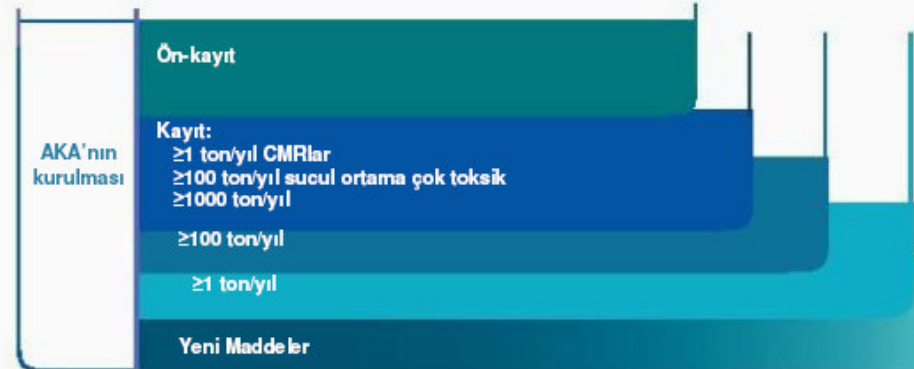 Ön-kayıt
AKA'nın
kurulması
Kayıt:
≥1 ton/yıl CMRlar
≥100 ton/yıl sucul ortama çok toksik
≥1000 ton/yıl
≥100 ton/yıl
≥1 ton/yıl
Yeni Maddeler